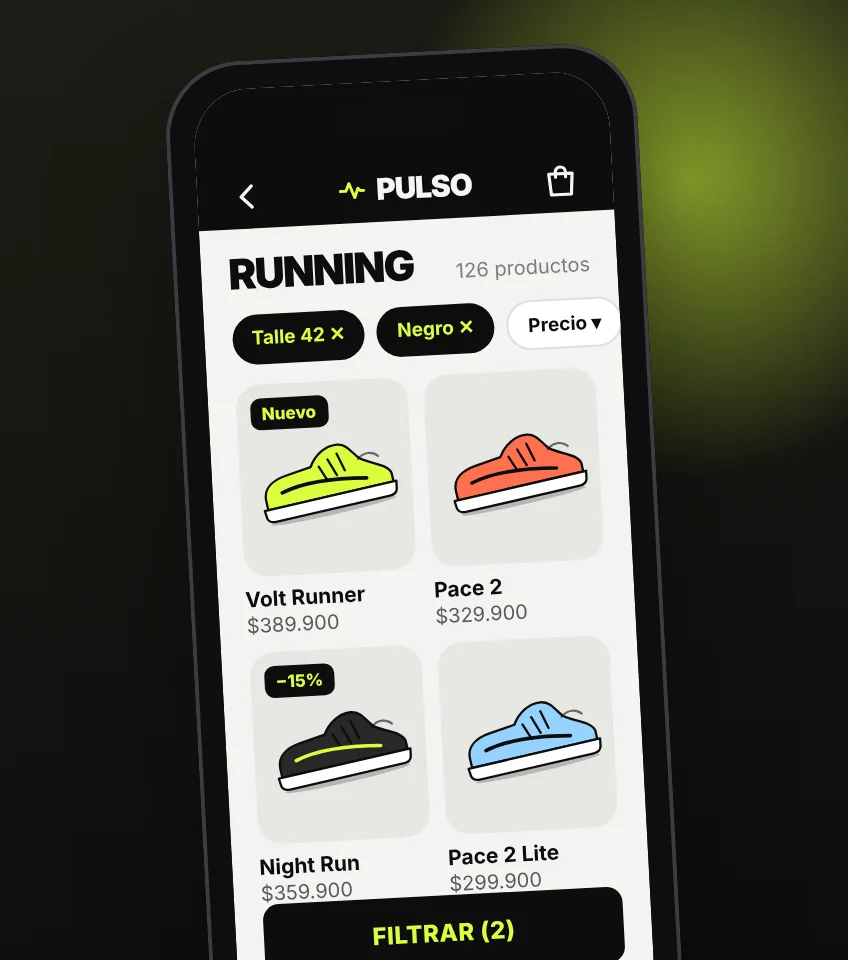 PULSO
RUNNING 126 productos
Talle 42 ✕ Negro ✕ Precio ▾
Nuevo
Volt Runner
$389.900
Pace 2
$329.900
−15%
Night Run
$359.900
Pace 2 Lite
$299.900
FILTRAR (2)